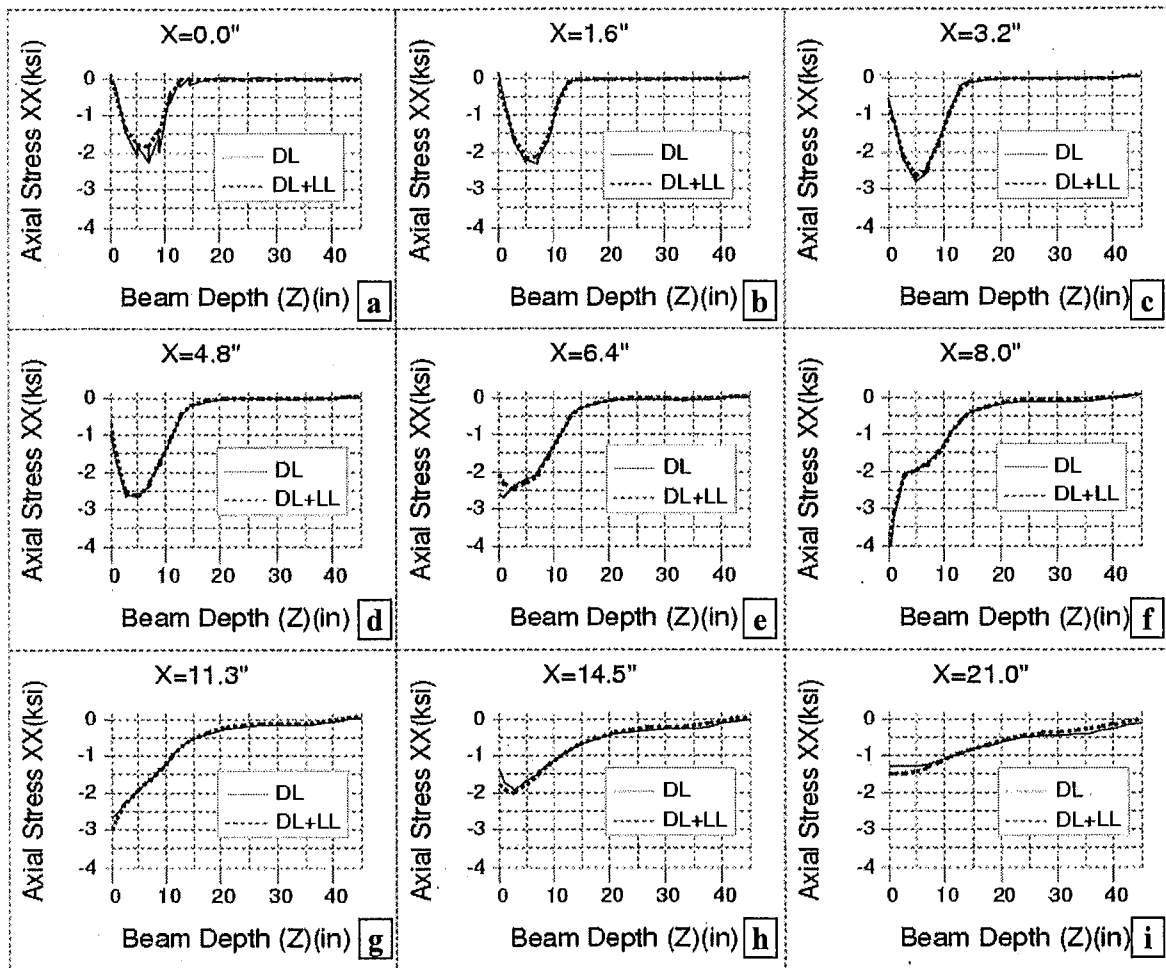 X=0.0"
Axial Stress XX(ksi)
0
-1
-2
-3
-4
DL
DL+LL
0 10 20 30 40
Beam Depth (Z)(in)
a
X=1.6"
Axial Stress XX(ksi)
0
-1
-2
-3
-4
DL
DL+LL
0 10 20 30 40
Beam Depth (Z)(in)
b
X=3.2"
Axial Stress XX(ksi)
0
-1
-2
-3
-4
DL
DL+LL
0 10 20 30 40
Beam Depth (Z)(in)
c
X=4.8"
Axial Stress XX(ksi)
0
-1
-2
-3
-4
DL
DL+LL
0 10 20 30 40
Beam Depth (Z)(in)
d
X=6.4"
Axial Stress XX(ksi)
0
-1
-2
-3
-4
DL
DL+LL
0 10 20 30 40
Beam Depth (Z)(in)
e
X=8.0"
Axial Stress XX(ksi)
0
-1
-2
-3
-4
DL
DL+LL
0 10 20 30 40
Beam Depth (Z)(in)
f
X=11.3"
Axial Stress XX(ksi)
0
-1
-2
-3
-4
DL
DL+LL
0 10 20 30 40
Beam Depth (Z)(in)
g
X=14.5"
Axial Stress XX(ksi)
0
-1
-2
-3
-4
DL
DL+LL
0 10 20 30 40
Beam Depth (Z)(in)
h
X=21.0"
Axial Stress XX(ksi)
0
-1
-2
-3
-4
DL
DL+LL
0 10 20 30 40
Beam Depth (Z)(in)
i